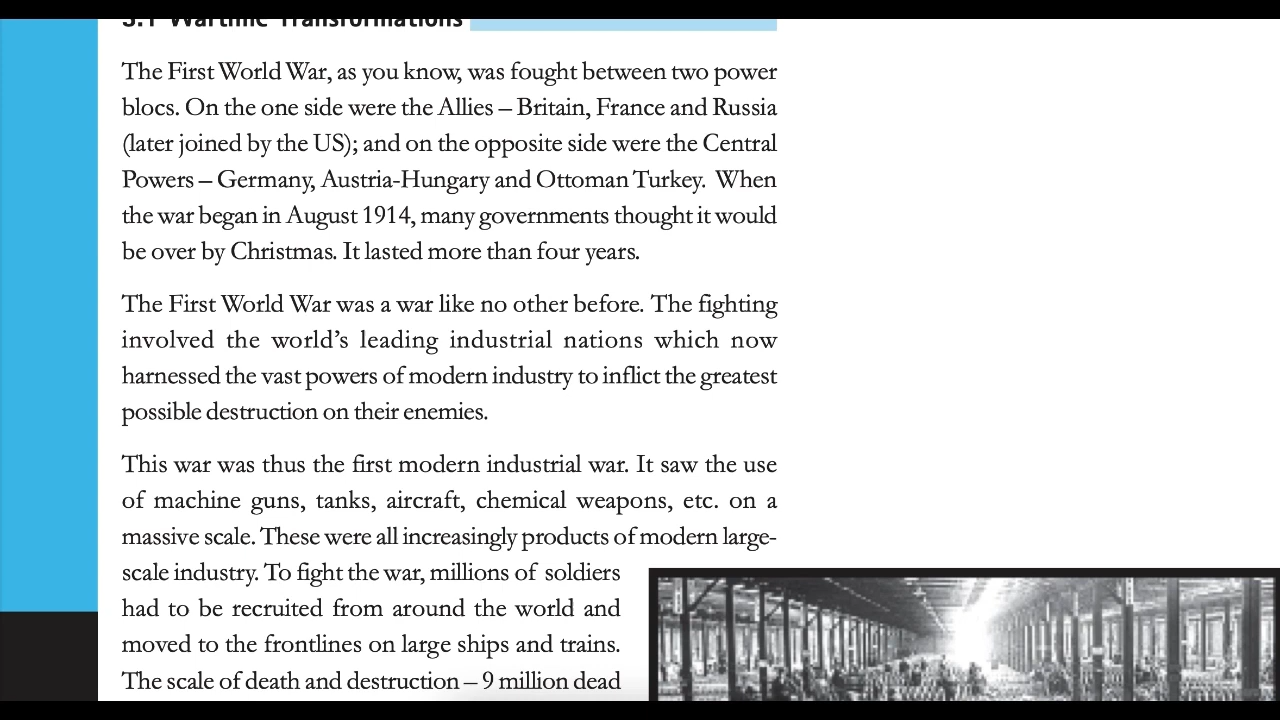 3.1 Wartime Transformations
The First World War, as you know, was fought between two power
blocs. On the one side were the Allies – Britain, France and Russia
(later joined by the US); and on the opposite side were the Central
Powers – Germany, Austria-Hungary and Ottoman Turkey. When
the war began in August 1914, many governments thought it would
be over by Christmas. It lasted more than four years.
The First World War was a war like no other before. The fighting
involved the world’s leading industrial nations which now
harnessed the vast powers of modern industry to inflict the greatest
possible destruction on their enemies.
This war was thus the first modern industrial war. It saw the use
of machine guns, tanks, aircraft, chemical weapons, etc. on a
massive scale. These were all increasingly products of modern large-
scale industry. To fight the war, millions of soldiers
had to be recruited from around the world and
moved to the frontlines on large ships and trains.
The scale of death and destruction – 9 million dead